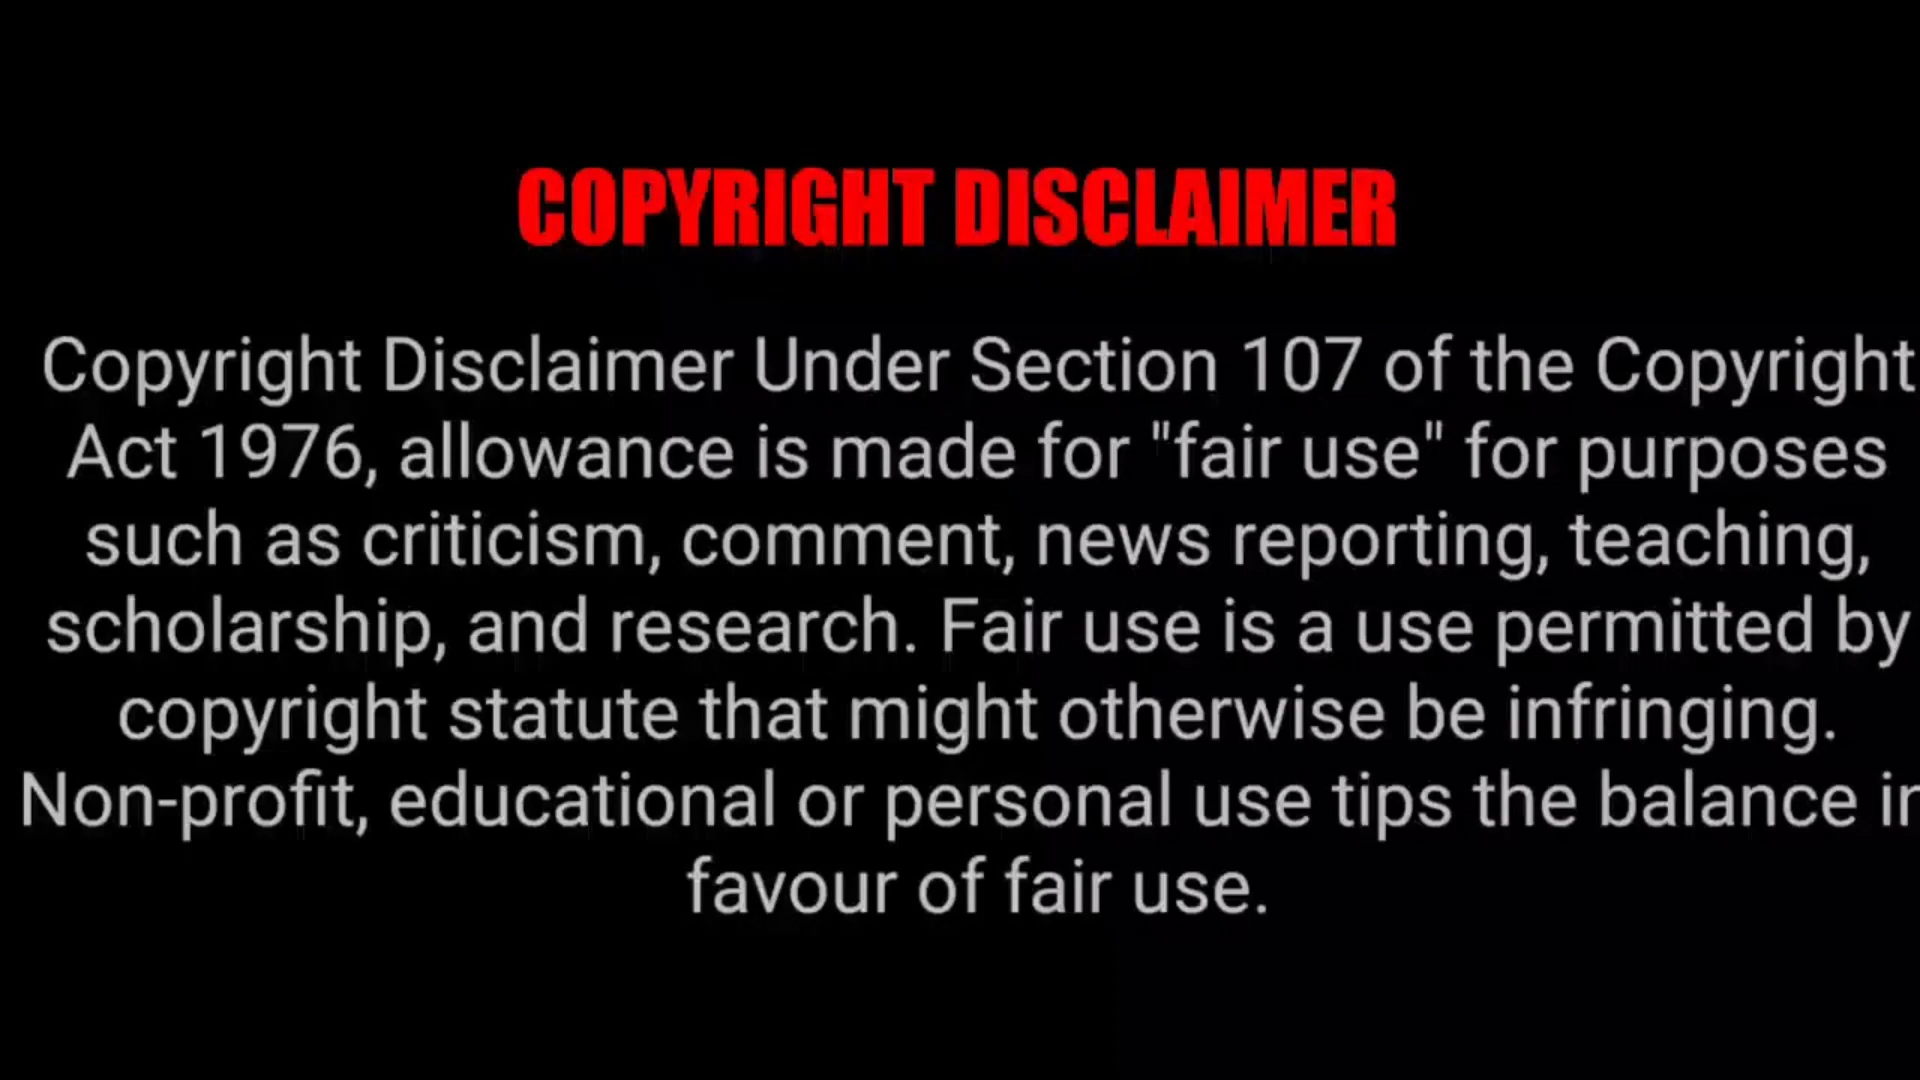 COPYRIGHT DISCLAIMER
Copyright Disclaimer Under Section 107 of the Copyright
Act 1976, allowance is made for "fair use" for purposes
such as criticism, comment, news reporting, teaching,
scholarship, and research. Fair use is a use permitted by
copyright statute that might otherwise be infringing.
Non-profit, educational or personal use tips the balance in
favour of fair use.